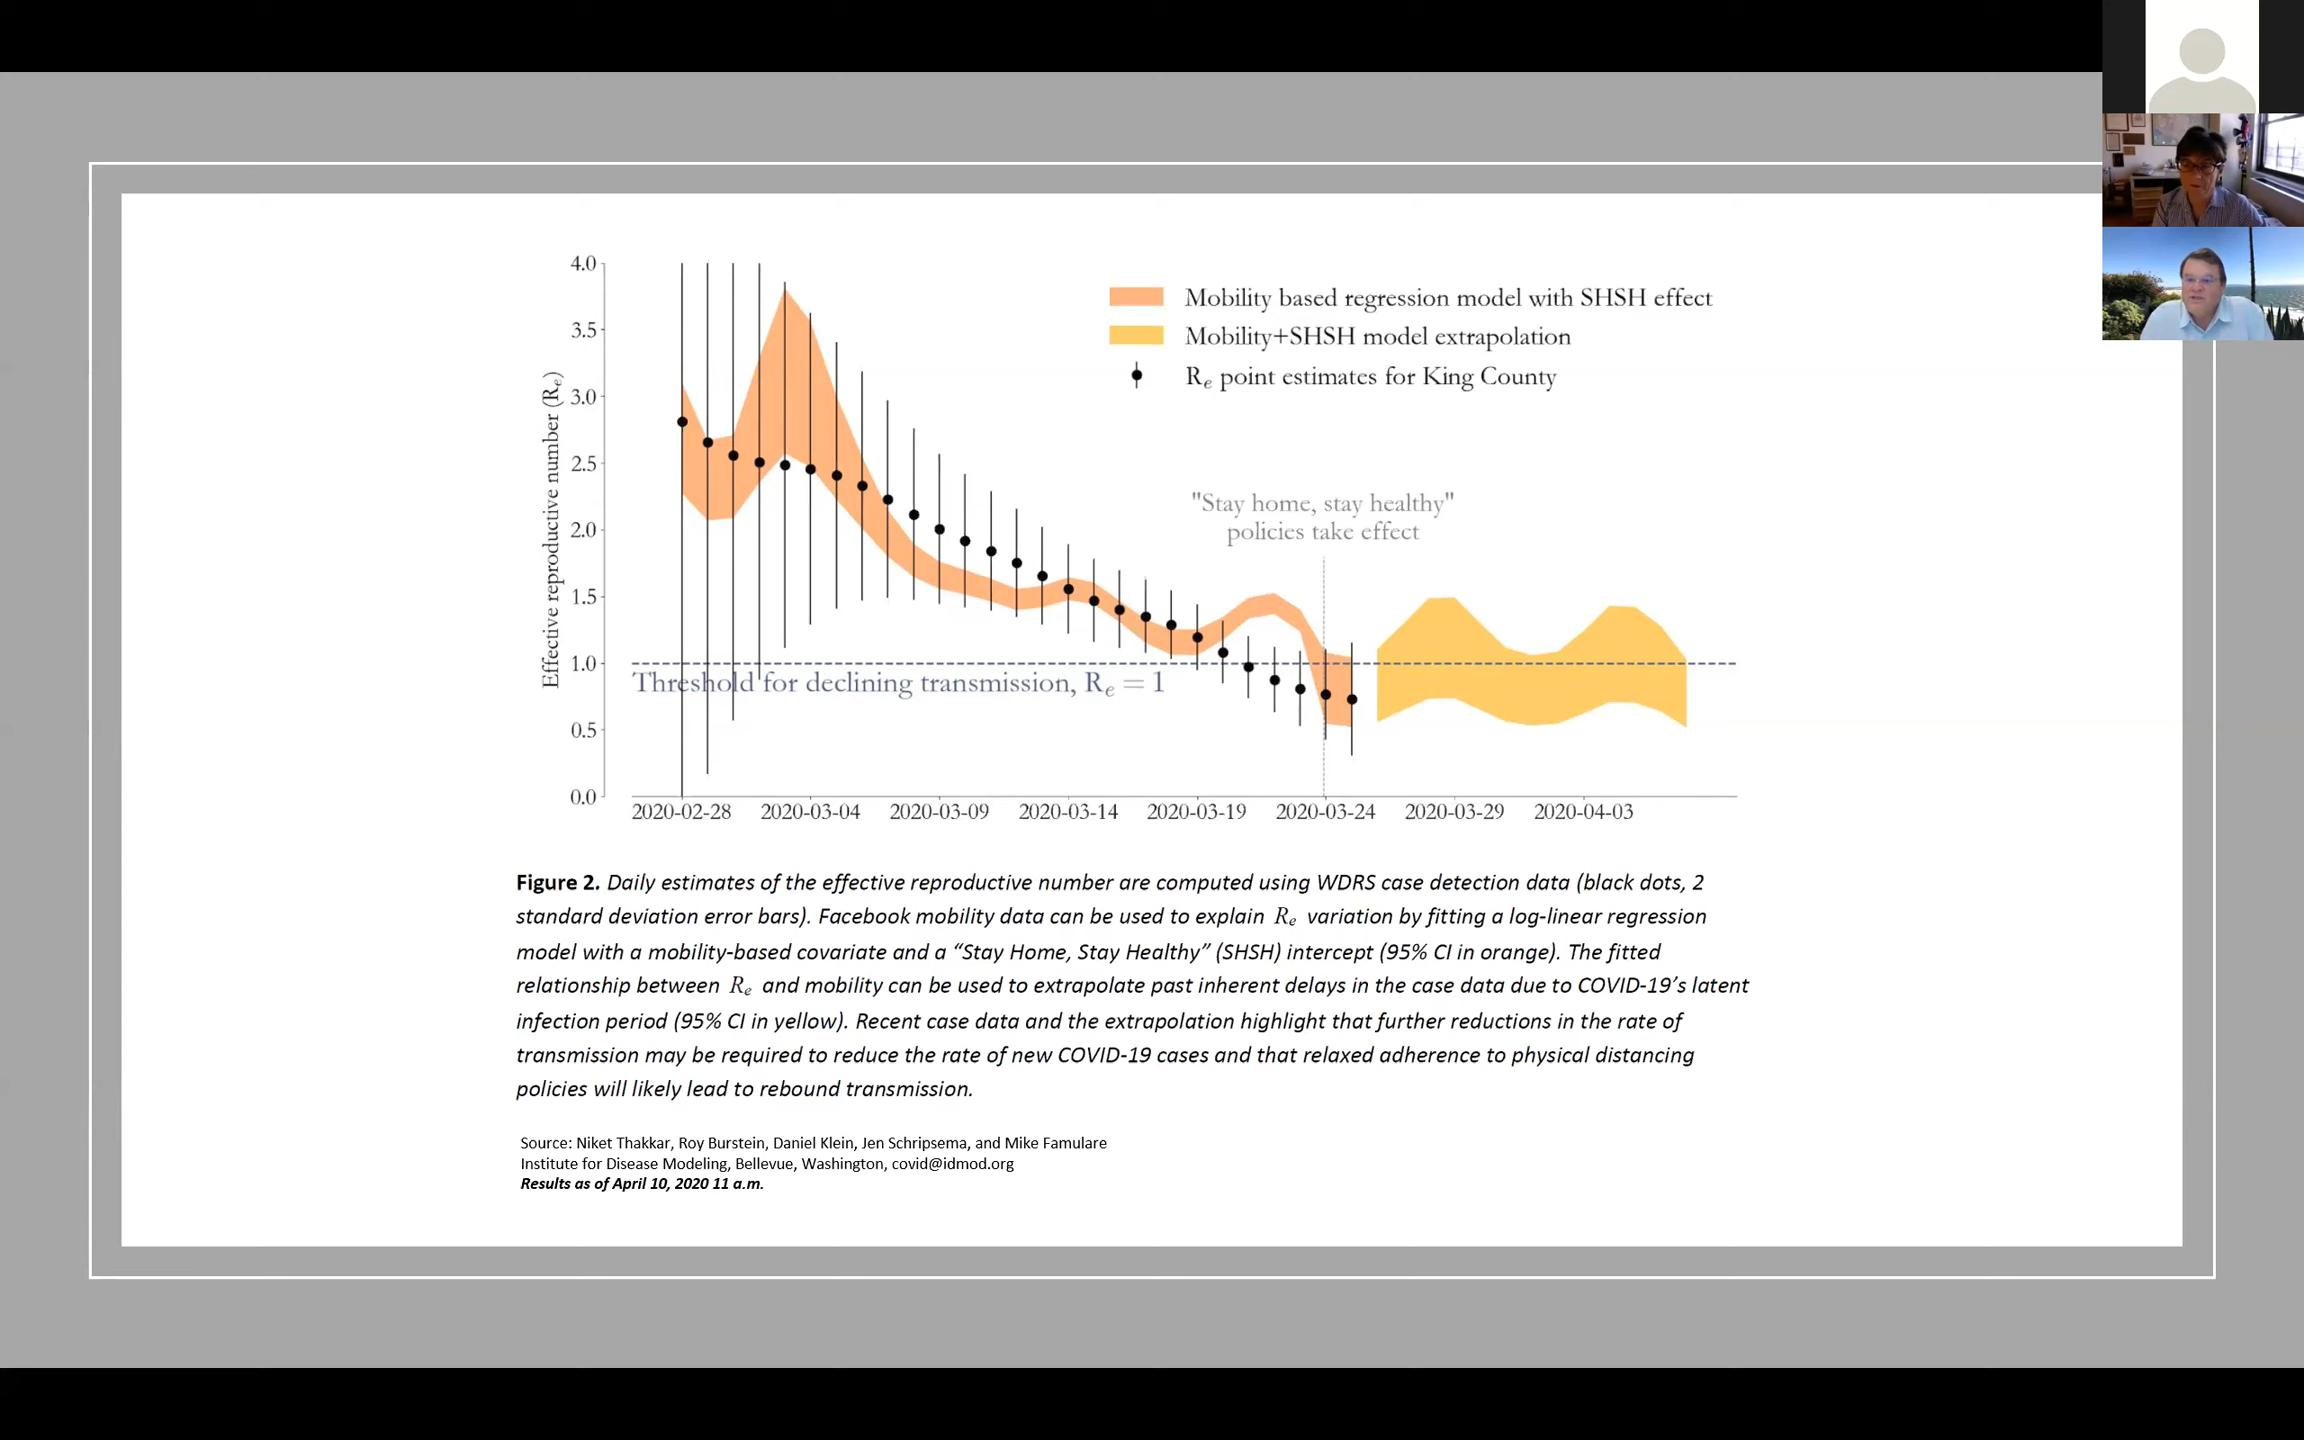 4.0
3.5
3.0
2.5
2.0
1.5
1.0
0.5
0.0
Effective reproductive number (Re)
Mobility based regression model with SHSH effect
Mobility+SHSH model extrapolation
Re point estimates for King County
"Stay home, stay healthy"
policies take effect
Threshold for declining transmission, Re = 1
2020-02-28 2020-03-04 2020-03-09 2020-03-14 2020-03-19 2020-03-24 2020-03-29 2020-04-03
Figure 2. Daily estimates of the effective reproductive number are computed using WDRS case detection data (black dots, 2
standard deviation error bars). Facebook mobility data can be used to explain Re variation by fitting a log-linear regression
model with a mobility-based covariate and a “Stay Home, Stay Healthy” (SHSH) intercept (95% CI in orange). The fitted
relationship between Re and mobility can be used to extrapolate past inherent delays in the case data due to COVID-19’s latent
infection period (95% CI in yellow). Recent case data and the extrapolation highlight that further reductions in the rate of
transmission may be required to reduce the rate of new COVID-19 cases and that relaxed adherence to physical distancing
policies will likely lead to rebound transmission.
Source: Niket Thakkar, Roy Burstein, Daniel Klein, Jen Schripsema, and Mike Famulare
Institute for Disease Modeling, Bellevue, Washington, covid@idmod.org
Results as of April 10, 2020 11 a.m.